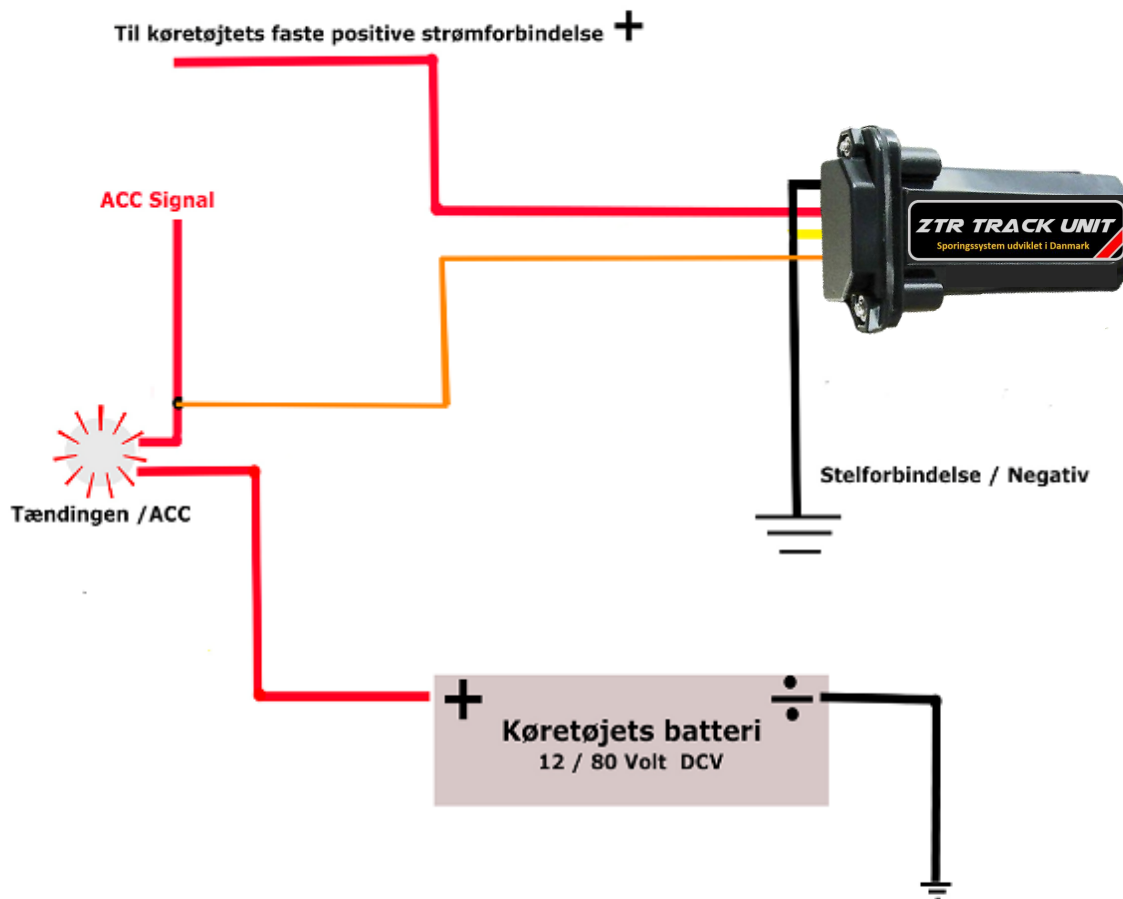 Til køretøjtets faste positive strømforbindelse +
ACC Signal
ZTR TRACK UNIT
Sporingssystem udviklet i Danmark
Stelforbindelse / Negativ
Tændingen /ACC
+ ÷
Køretøjets batteri
12 / 80 Volt DCV